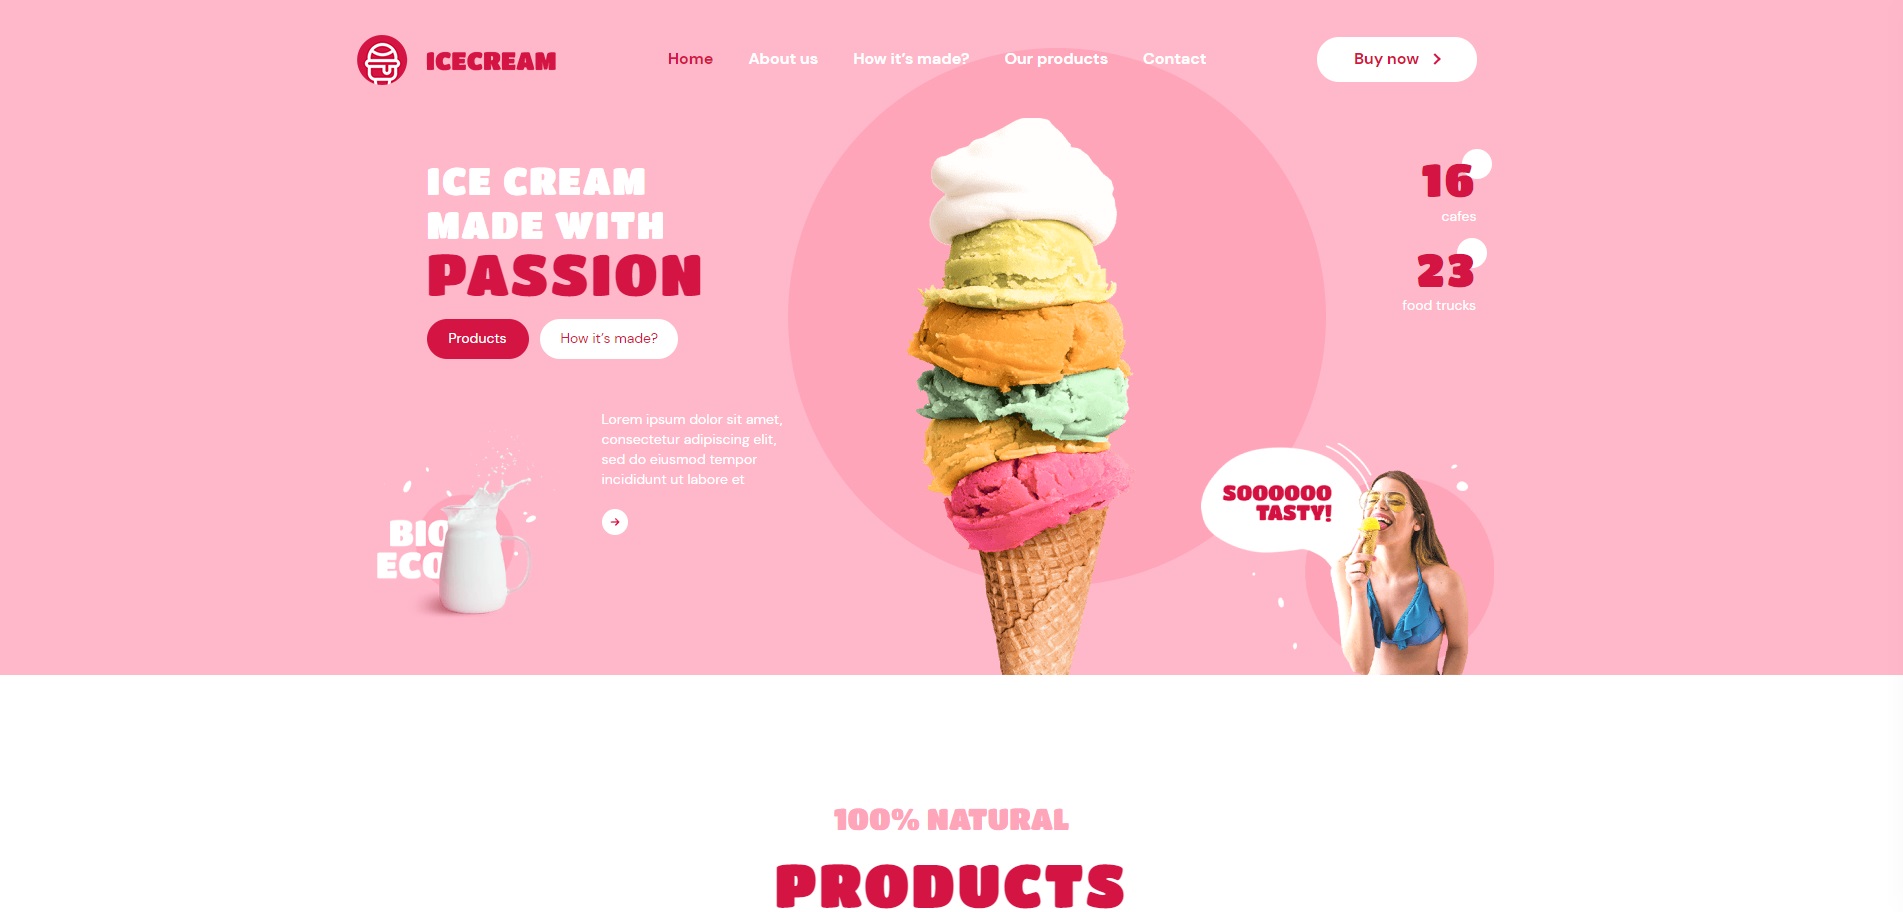 ICECREAM
Home
About us
How it's made?
Our products
Contact
Buy now
ICE CREAM
MADE WITH
PASSION
Products
How it's made?
16
cafes
23
food trucks
Lorem ipsum dolor sit amet,
consectetur adipiscing elit,
sed do eiusmod tempor
incididunt ut labore et
BIO
ECO
SOOOOOO
TASTY!
100% NATURAL
PRODUCTS